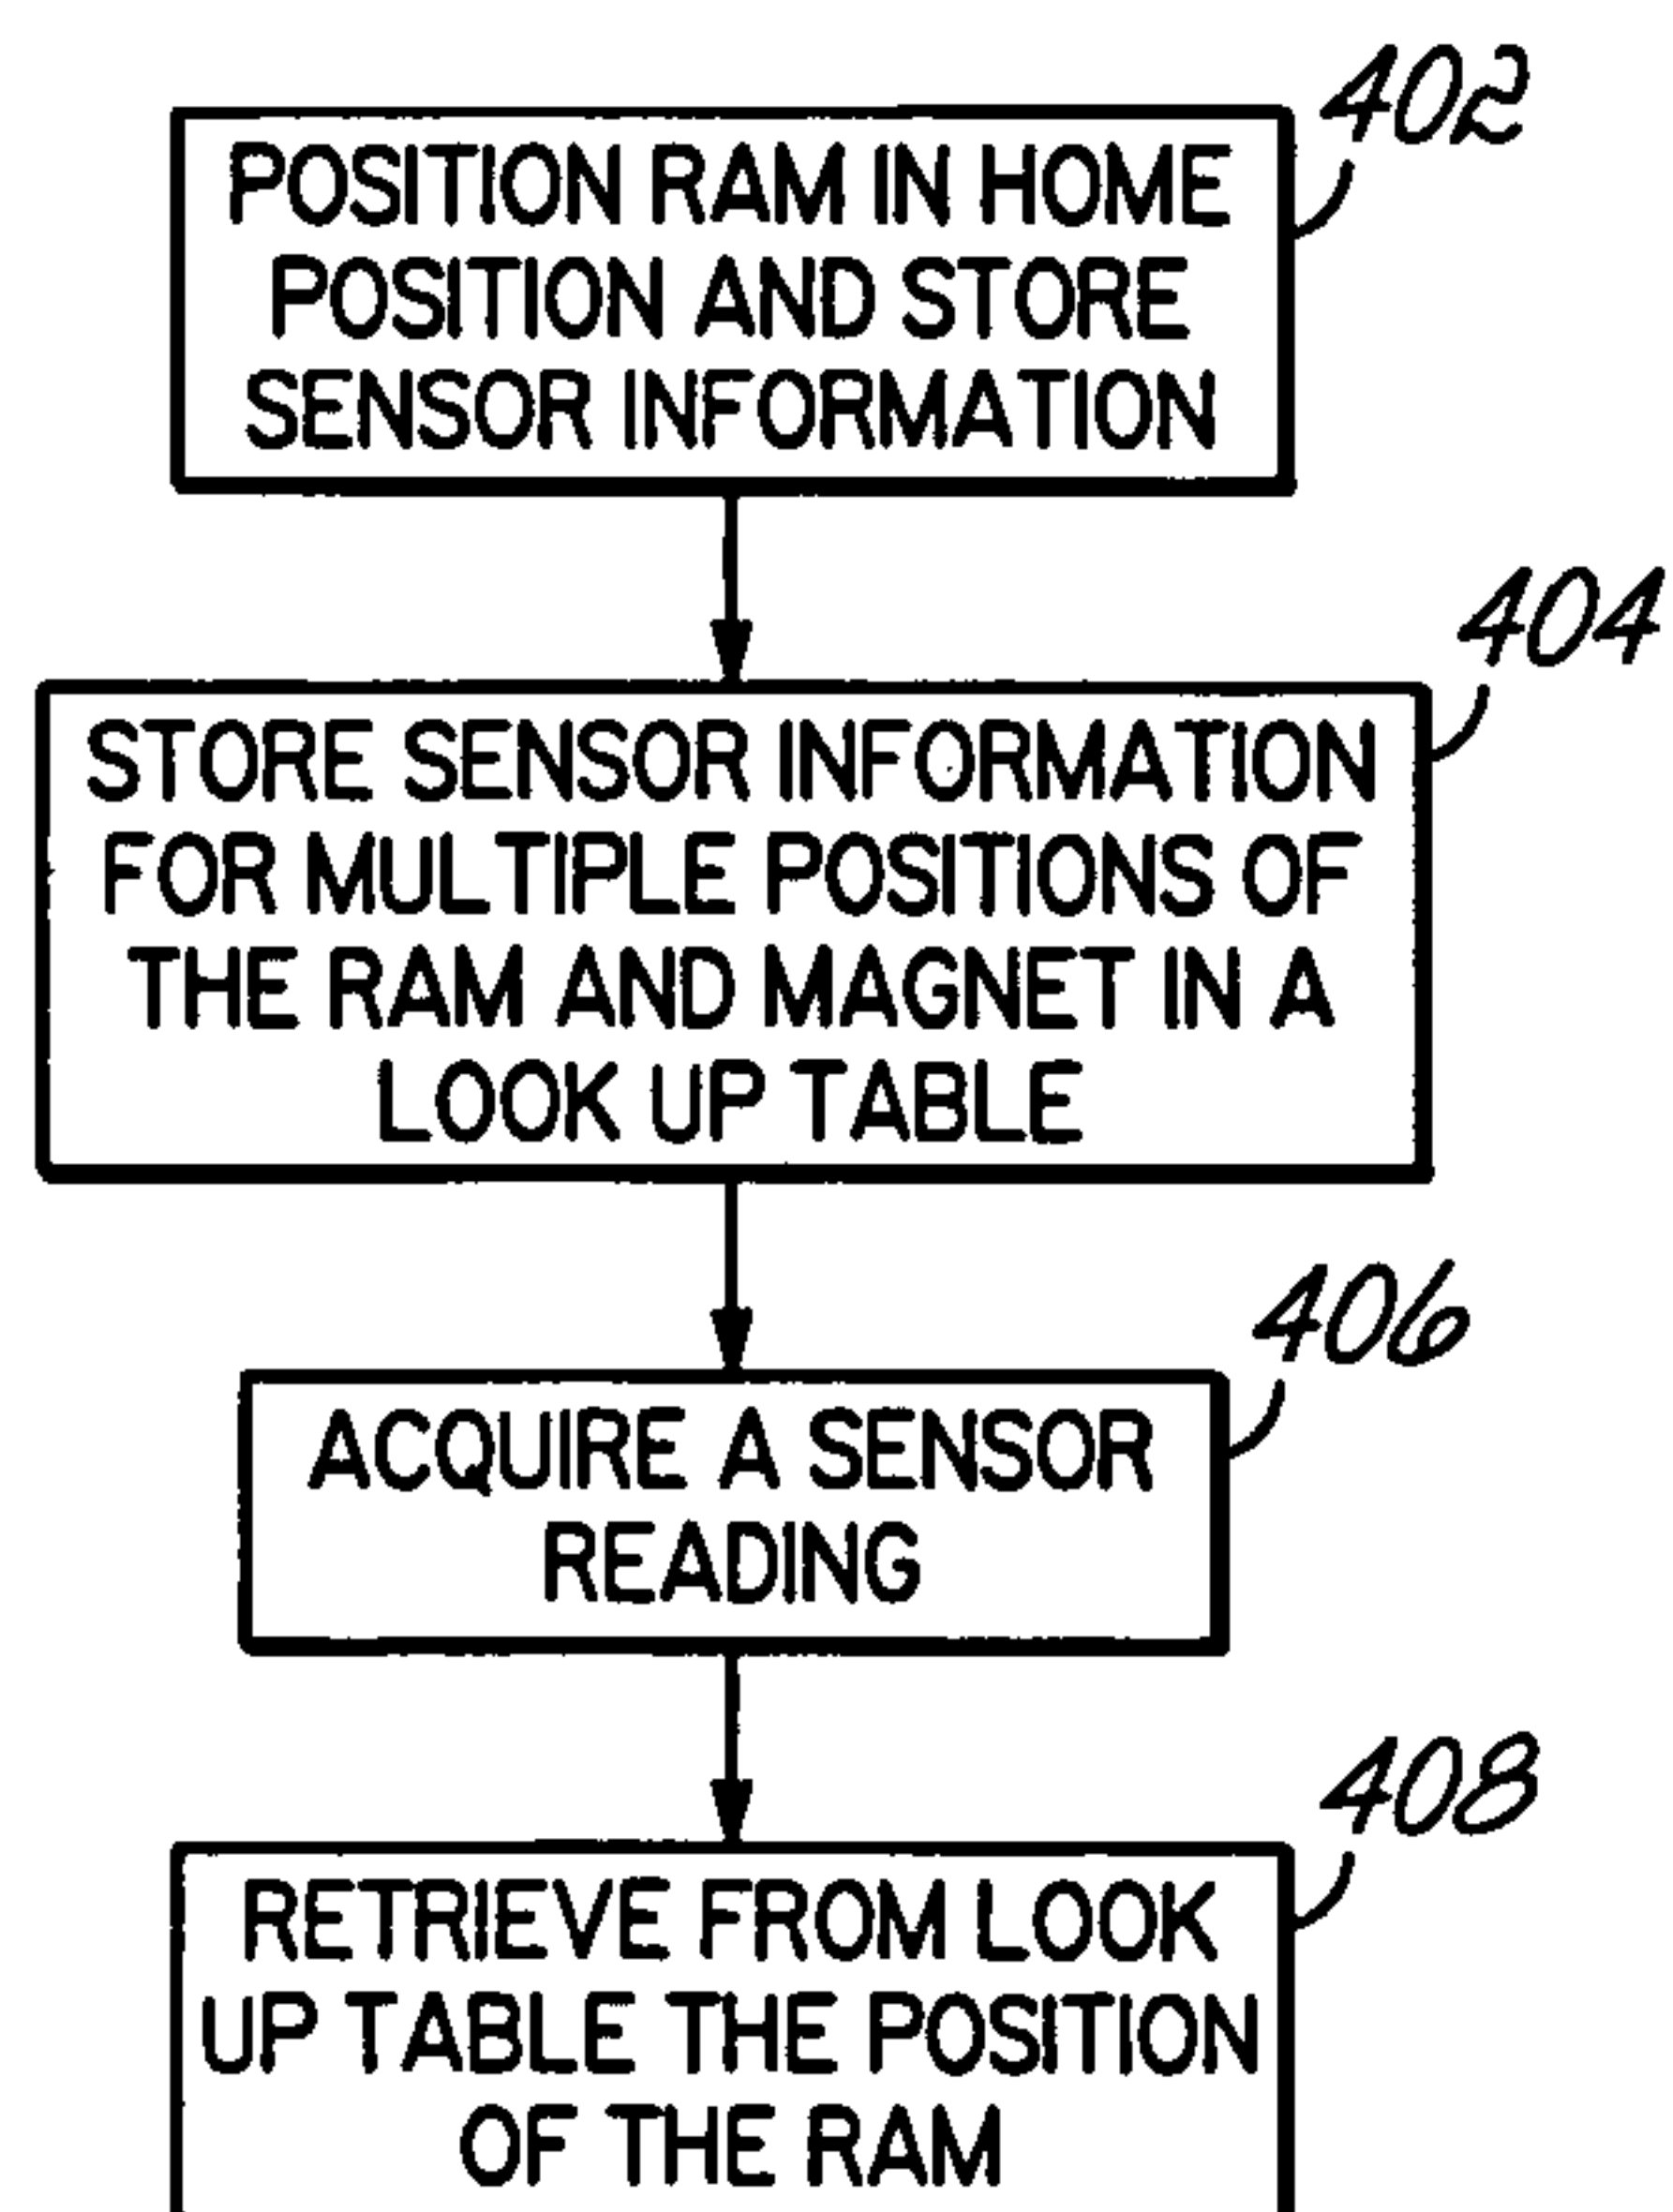 402
POSITION RAM IN HOME
POSITION AND STORE
SENSOR INFORMATION
404
STORE SENSOR INFORMATION
FOR MULTIPLE POSITIONS OF
THE RAM AND MAGNET IN A
LOOK UP TABLE
406
ACQUIRE A SENSOR
READING
408
RETRIEVE FROM LOOK
UP TABLE THE POSITION
OF THE RAM